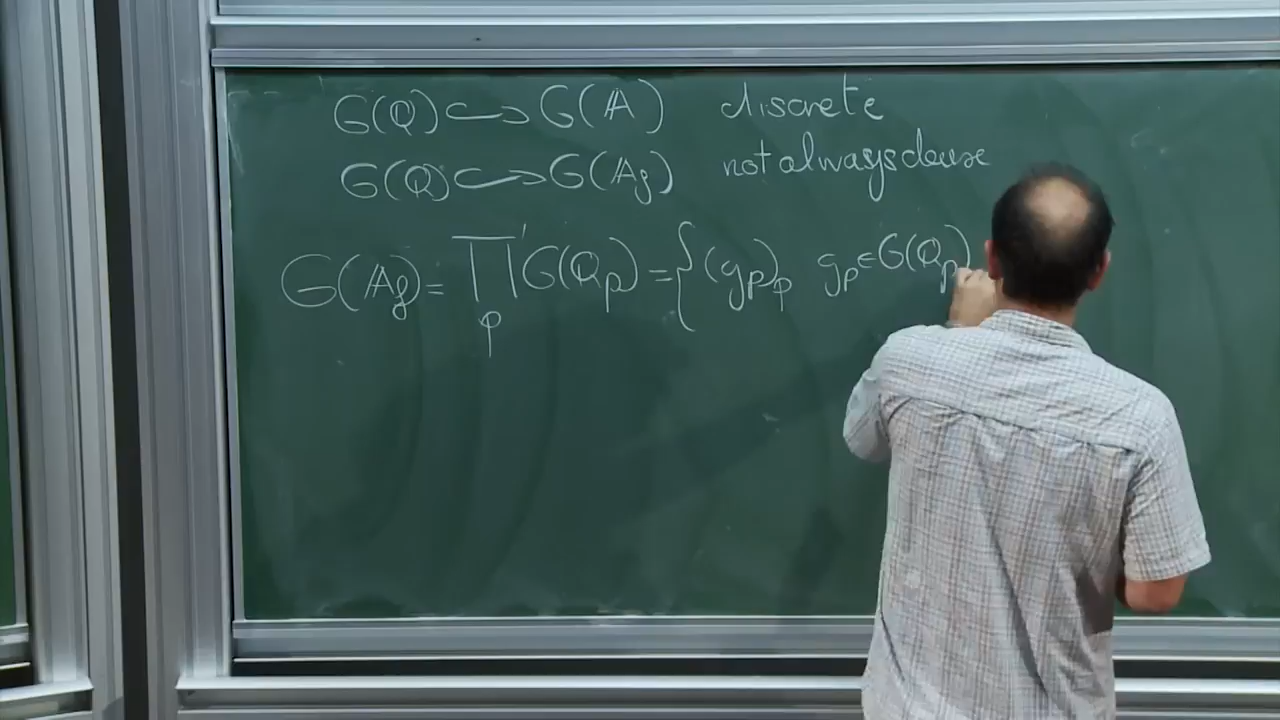 G(ℚ) ↪ G(𝔸) discrete
G(ℚ) ↪ G(𝔸_f) not always dense
G(𝔸_f) = ∏'_p G(ℚ_p) = { (g_p)_p g_p ∈ G(ℚ_p)